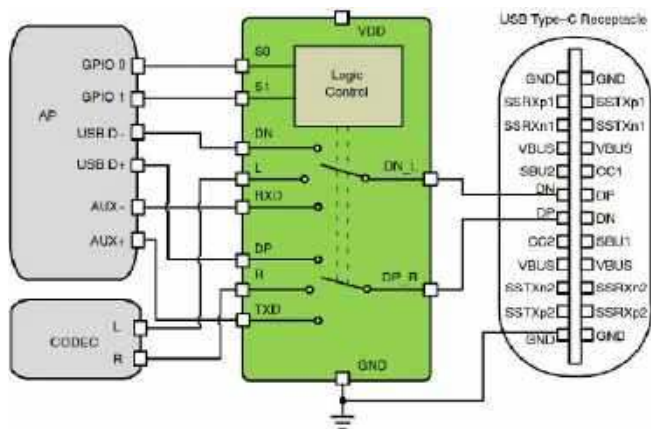 USB Type-C Receptacle
AP
GPIO 0
GPIO 1
USB D-
USB D+
AUX-
AUX+
CODEC
L
R
VDD
S0
S1
Logic
Control
DN
L
RXD
DP
R
TXD
DN_L
DP_R
GND
GND
SSRXp1
SSRXn1
VBUS
SBU2
DN
DP
CC2
VBUS
SSTXn2
SSTXp2
GND
GND
SSTXp1
SSTXn1
VBUS
CC1
DP
DN
SBU1
VBUS
SSRXn2
SSRXp2
GND